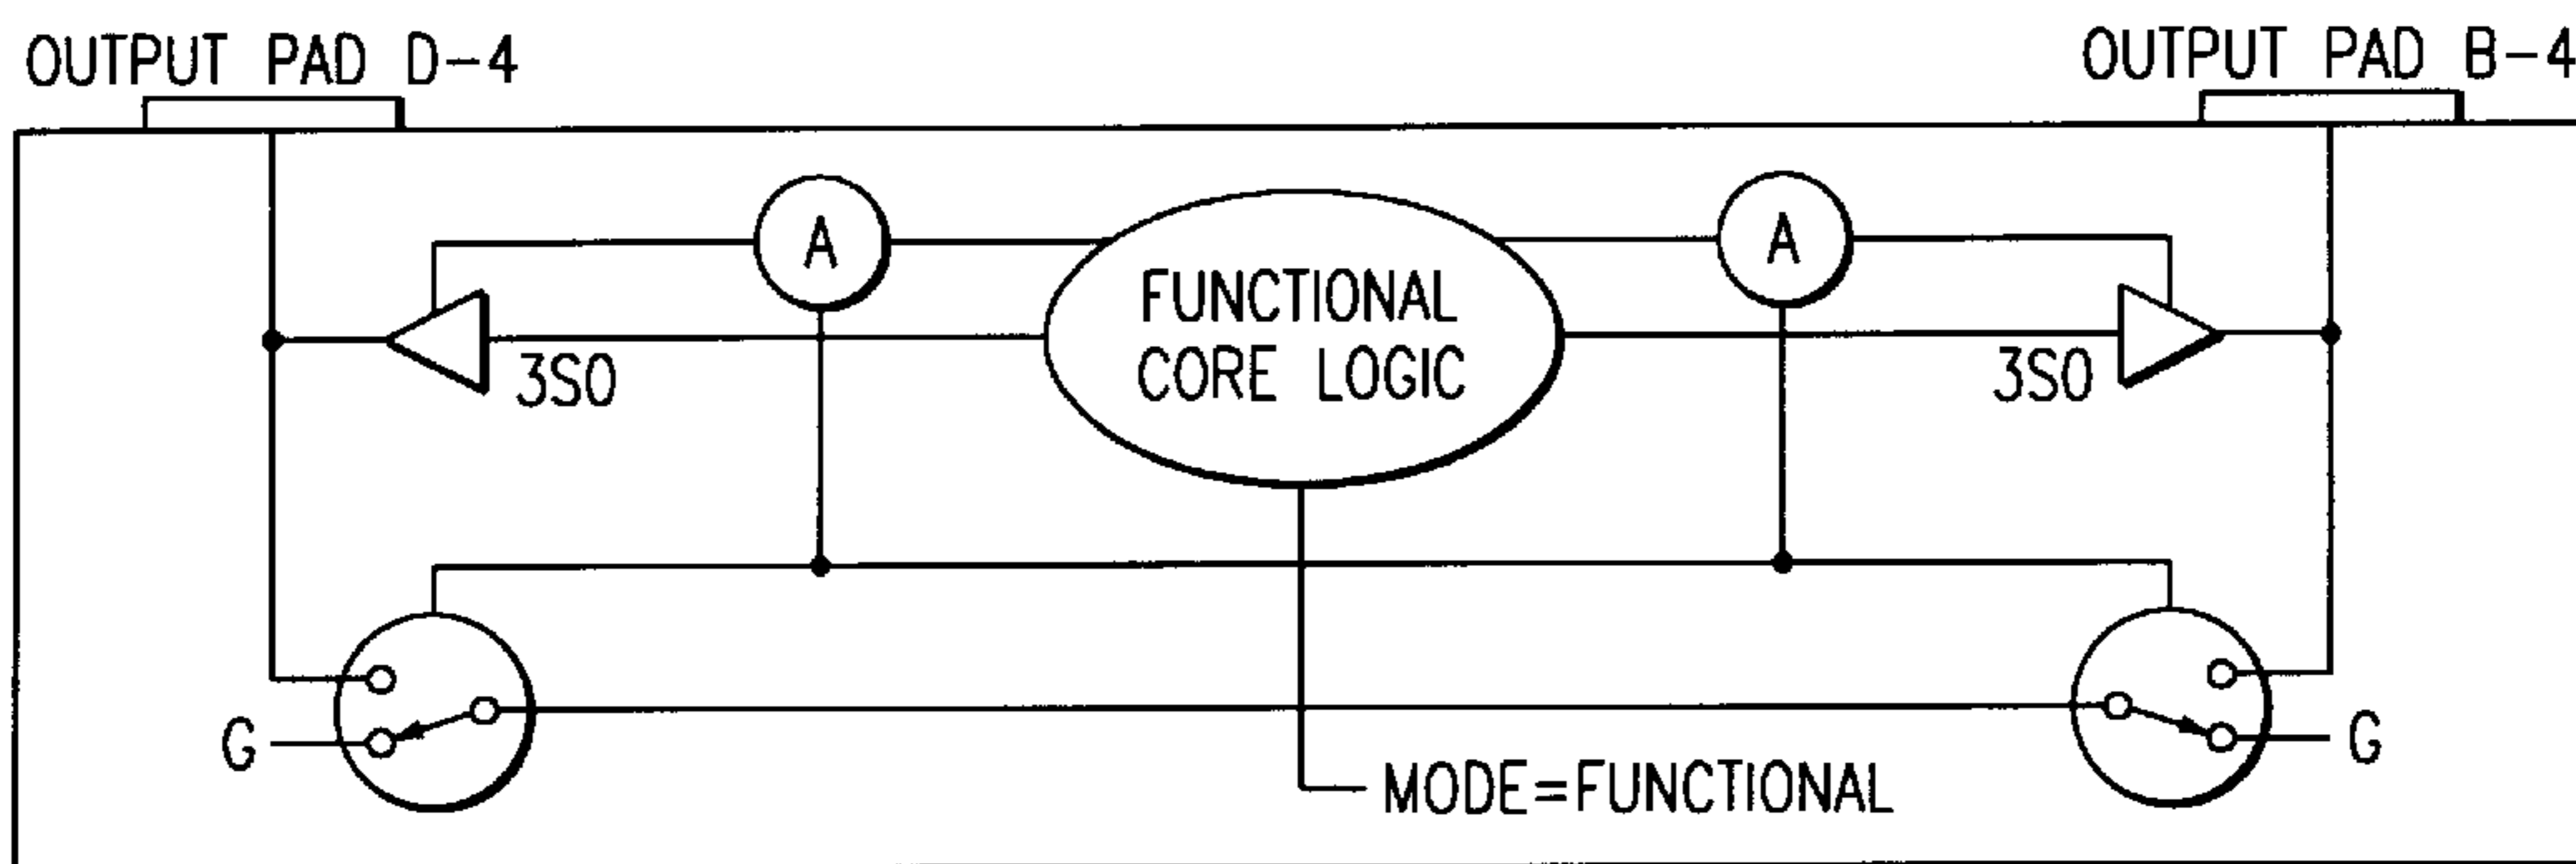 OUTPUT PAD D-4
OUTPUT PAD B-4
A
A
FUNCTIONAL
CORE LOGIC
3SO
3SO
G
G
MODE=FUNCTIONAL